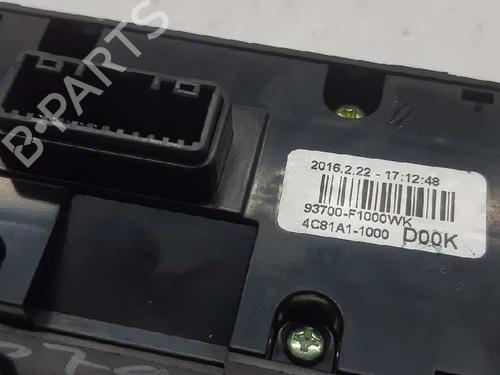 B-PARTS
2016.2.22 - 17:12:48
93700-F1000WK
4C81A1-1000 D00K